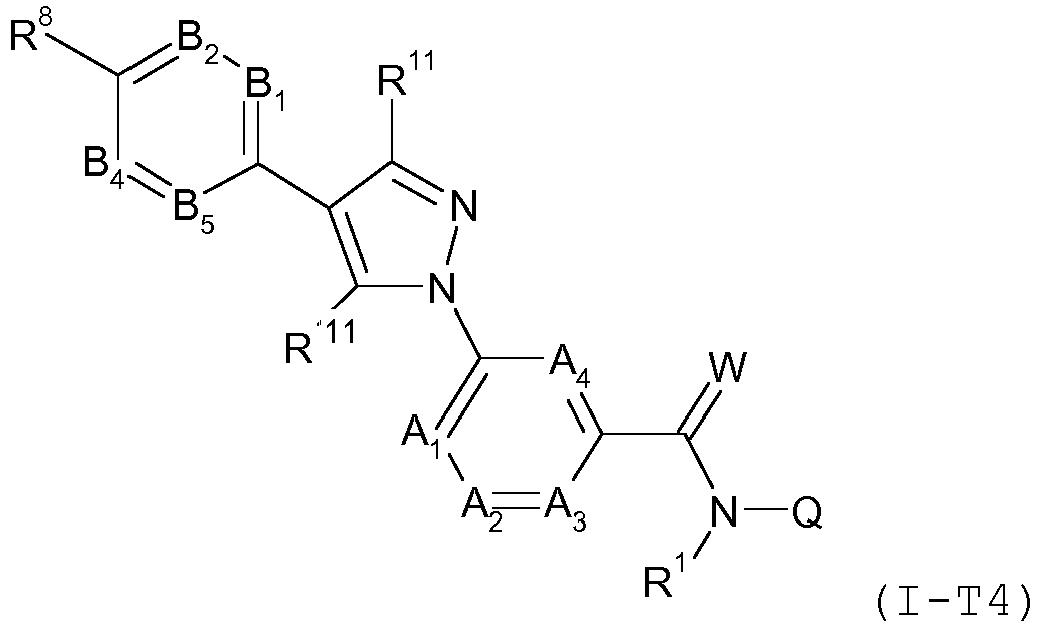 R8
B2
B1
R11
B4
B5
N
N
R'11
A4
W
A1
A2
A3
N
Q
R1
(I-T4)